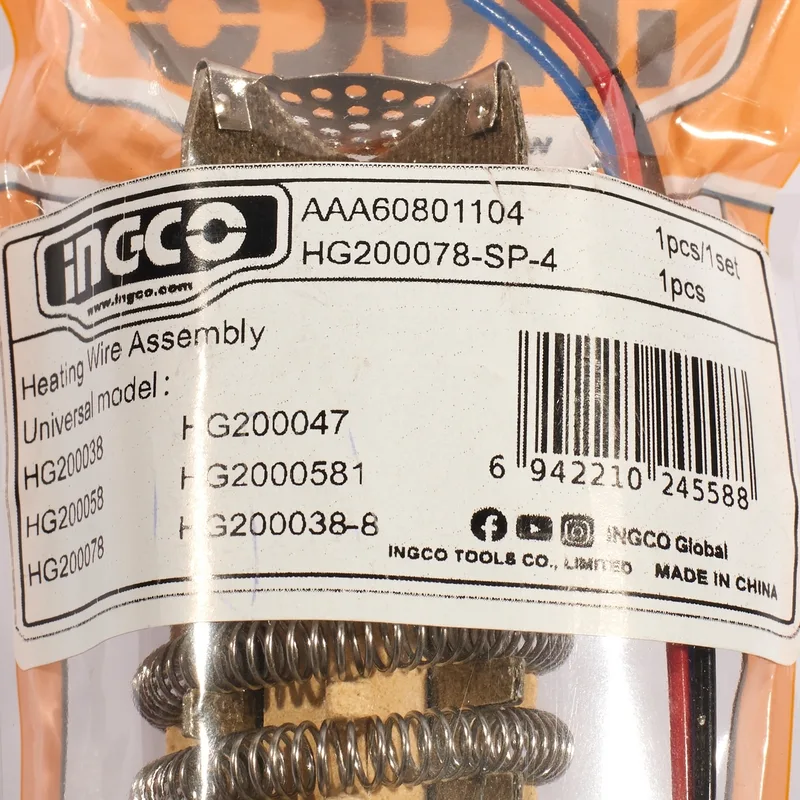 INGCO
www.ingco.com
AAA60801104
HG200078-SP-4
1pcs/1set
1pcs
Heating Wire Assembly
Universal model :
HG200038
HG200058
HG200078
HG200047
HG2000581
HG200038-8
6 942210 245588
INGCO Global
INGCO TOOLS CO., LIMITED
MADE IN CHINA